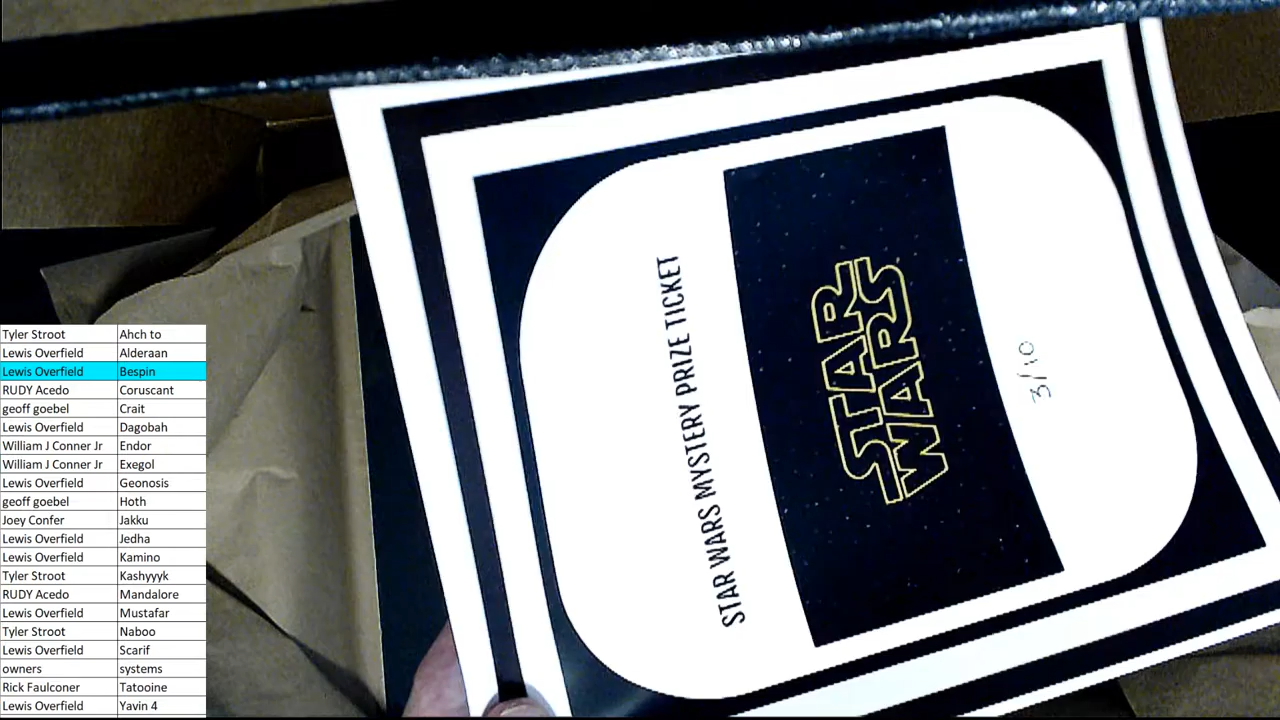 Tyler Stroot Ahch to
Lewis Overfield Alderaan
Lewis Overfield Bespin
RUDY Acedo Coruscant
geoff goebel Crait
Lewis Overfield Dagobah
William J Conner Jr Endor
William J Conner Jr Exegol
Lewis Overfield Geonosis
geoff goebel Hoth
Joey Confer Jakku
Lewis Overfield Jedha
Lewis Overfield Kamino
Tyler Stroot Kashyyyk
RUDY Acedo Mandalore
Lewis Overfield Mustafar
Tyler Stroot Naboo
Lewis Overfield Scarif
owners systems
Rick Faulconer Tatooine
Lewis Overfield Yavin 4
STAR WARS MYSTERY PRIZE TICKET
STAR
WARS
3/10